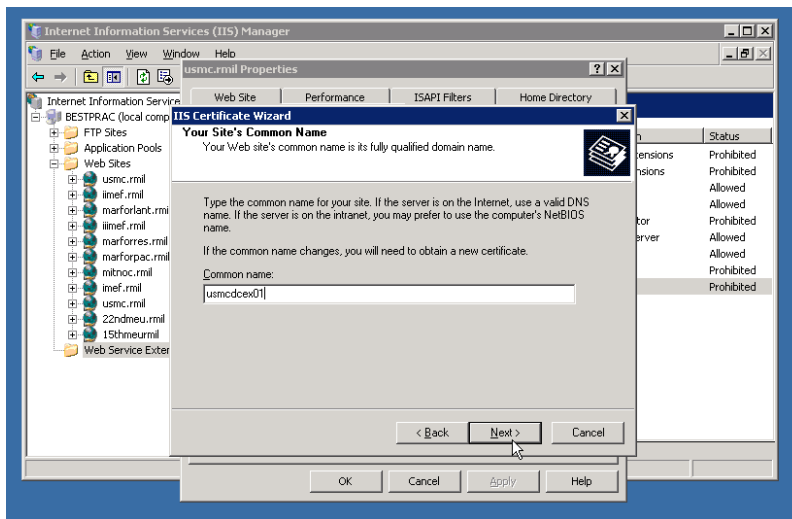 Internet Information Services (IIS) Manager
File Action View Window Help
usmc.rmil Properties
Web Site Performance ISAPI Filters Home Directory
Internet Information Service
BESTPRAC (local comp
FTP Sites
Application Pools
Web Sites
usmc.rmil
iimef.rmil
marforlant.rmi
iiimef.rmil
marforres.rmil
marforpac.rmil
mitnoc.rmil
imef.rmil
usmc.rmil
22ndmeu.rmil
15thmeurmil
Web Service Exter
IIS Certificate Wizard
Your Site's Common Name
Your Web site's common name is its fully qualified domain name.
Type the common name for your site. If the server is on the Internet, use a valid DNS
name. If the server is on the intranet, you may prefer to use the computer's NetBIOS
name.
If the common name changes, you will need to obtain a new certificate.
Common name:
usmcdcex01
< Back Next > Cancel
OK Cancel Apply Help
n Status
tensions Prohibited
nsions Prohibited
Allowed
Allowed
tor Prohibited
erver Allowed
Allowed
Prohibited
Prohibited